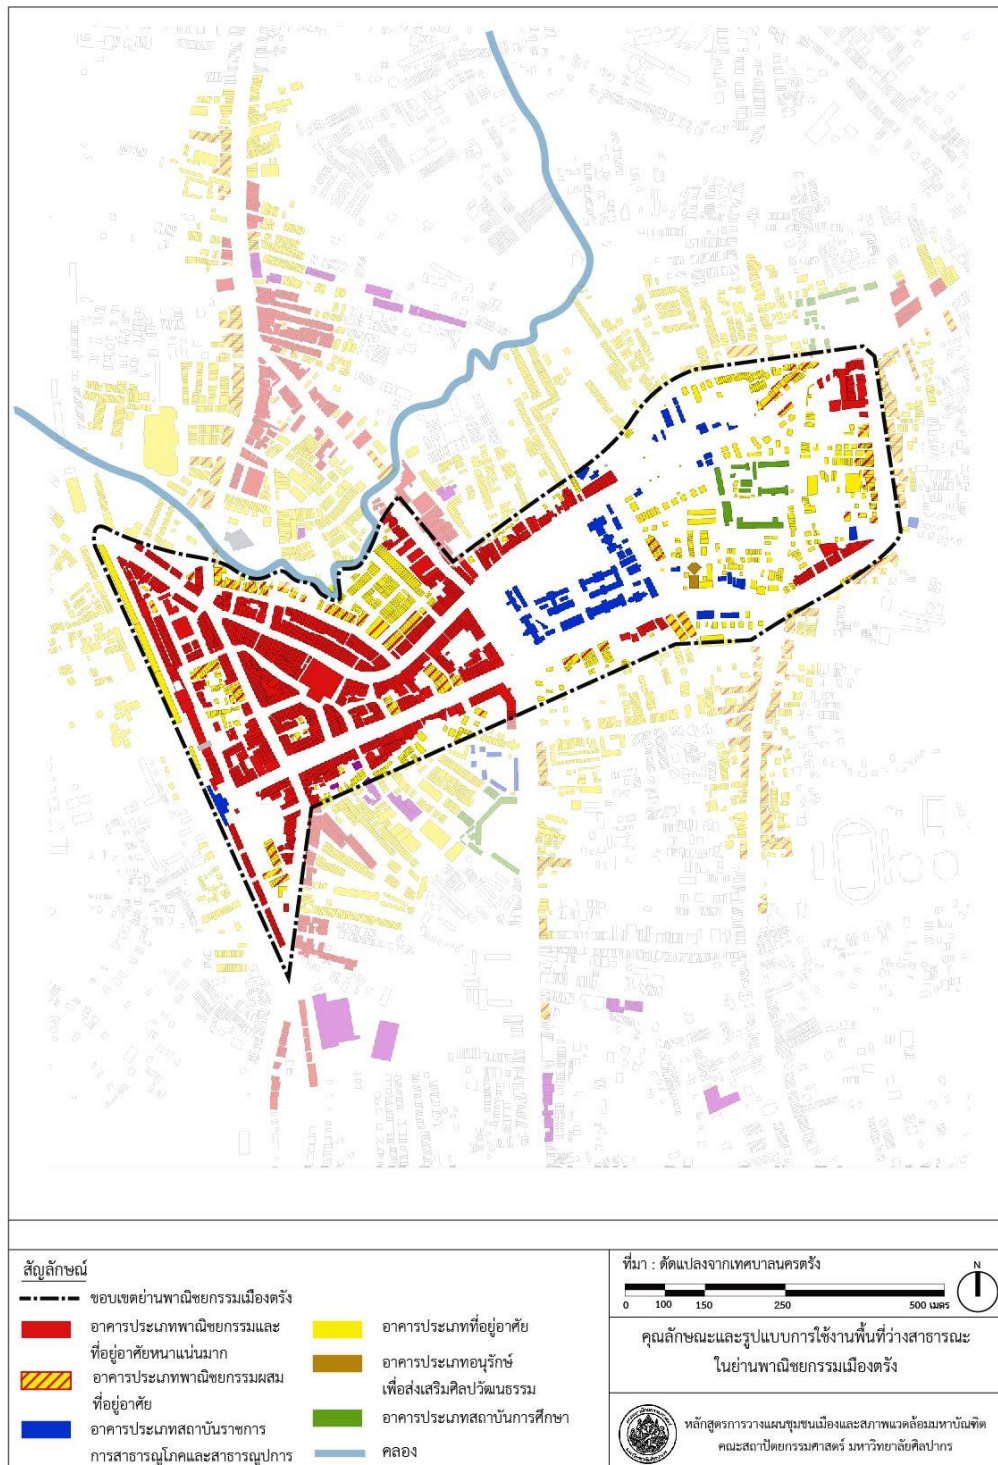 สัญลักษณ์
ขอบเขตย่านพาณิชยกรรมเมืองตรัง
อาคารประเภทพาณิชยกรรมและ
ที่อยู่อาศัยหนาแน่นมาก
อาคารประเภทพาณิชยกรรมผสม
ที่อยู่อาศัย
อาคารประเภทสถาบันราชการ
การสาธารณูโภคและสาธารณูปการ
อาคารประเภทที่อยู่อาศัย
อาคารประเภทอนุรักษ์
เพื่อส่งเสริมศิลปวัฒนธรรม
อาคารประเภทสถาบันการศึกษา
คลอง
ที่มา : ดัดแปลงจากเทศบาลนครตรัง
N
0 100 150 250 500 เมตร
คุณลักษณะและรูปแบบการใช้งานพื้นที่ว่างสาธารณะ
ในย่านพาณิชยกรรมเมืองตรัง
หลักสูตรการวางแผนชุมชนเมืองและสภาพแวดล้อมมหาบัณฑิต
คณะสถาปัตยกรรมศาสตร์ มหาวิทยาลัยศิลปากร